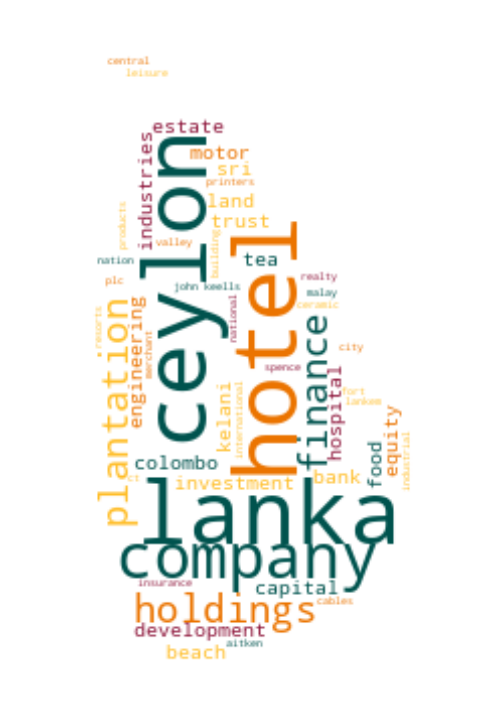 central
leisure
estate
industries
motor
sri
printers
ceylon
land
products
trust
hotel
valley
building
tea
nation
realty
plc
john keells
malay
national
ceramic
plantation
engineering
resorts
merchant
finance
city
spence
hospital
kelani
international
fort
lankem
equity
industrial
food
colombo
ct
investment
bank
lanka
company
insurance
capital
holdings
cables
development
aitken
beach